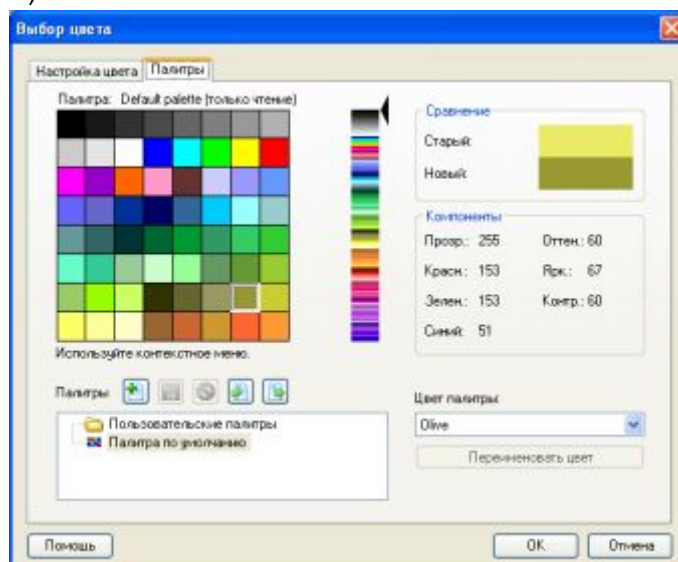 Выбор цвета
Настройка цвета Палитры
Палитра: Default palette (только чтение)
Сравнение
Старый:
Новый:
Компоненты
Прозр.: 255 Оттен.: 60
Красн.: 153 Ярк.: 67
Зелен.: 153 Контр.: 60
Синий: 51
Используйте контекстное меню.
Палитры:
Цвет палитры:
Пользовательские палитры
Olive
Палитра по умолчанию
Переименовать цвет
Помощь
OK
Отмена